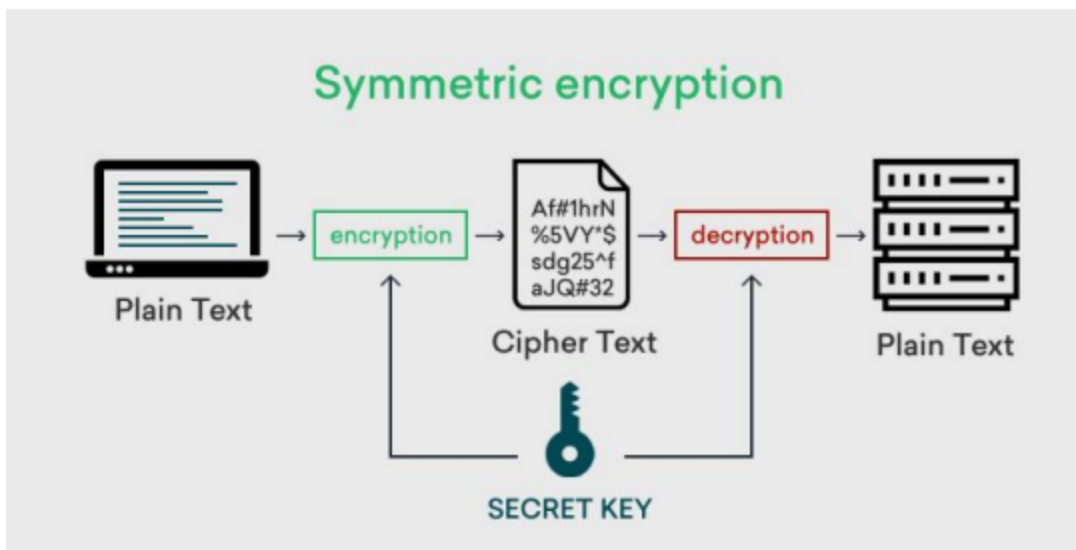 Symmetric encryption
encryption
Af#1hrN
%5VY*$
sdg25^f
aJQ#32
decryption
Plain Text
Cipher Text
Plain Text
SECRET KEY